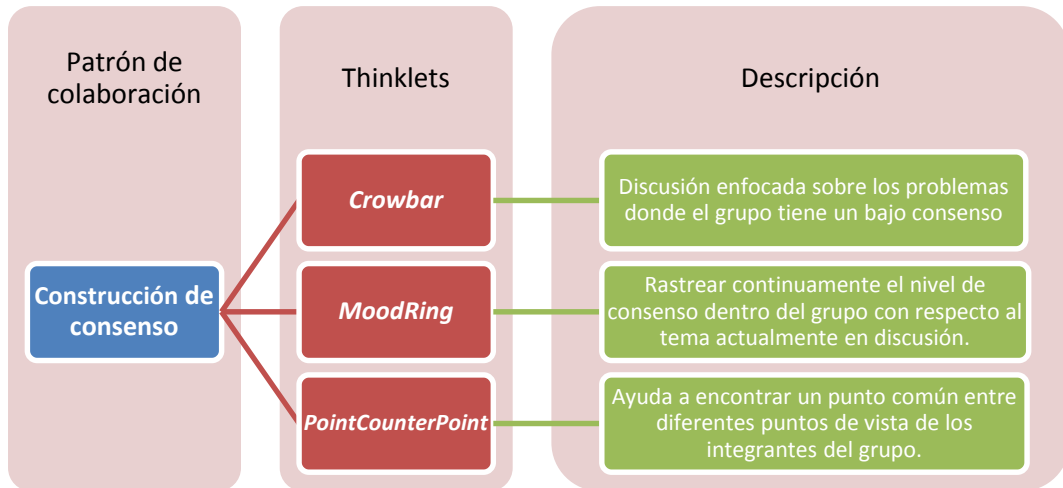 Patrón de
colaboración
Thinklets
Descripción
Construcción de
consenso
Crowbar
Discusión enfocada sobre los problemas
donde el grupo tiene un bajo consenso
MoodRing
Rastrear continuamente el nivel de
consenso dentro del grupo con respecto al
tema actualmente en discusión.
PointCounterPoint
Ayuda a encontrar un punto común entre
diferentes puntos de vista de los
integrantes del grupo.